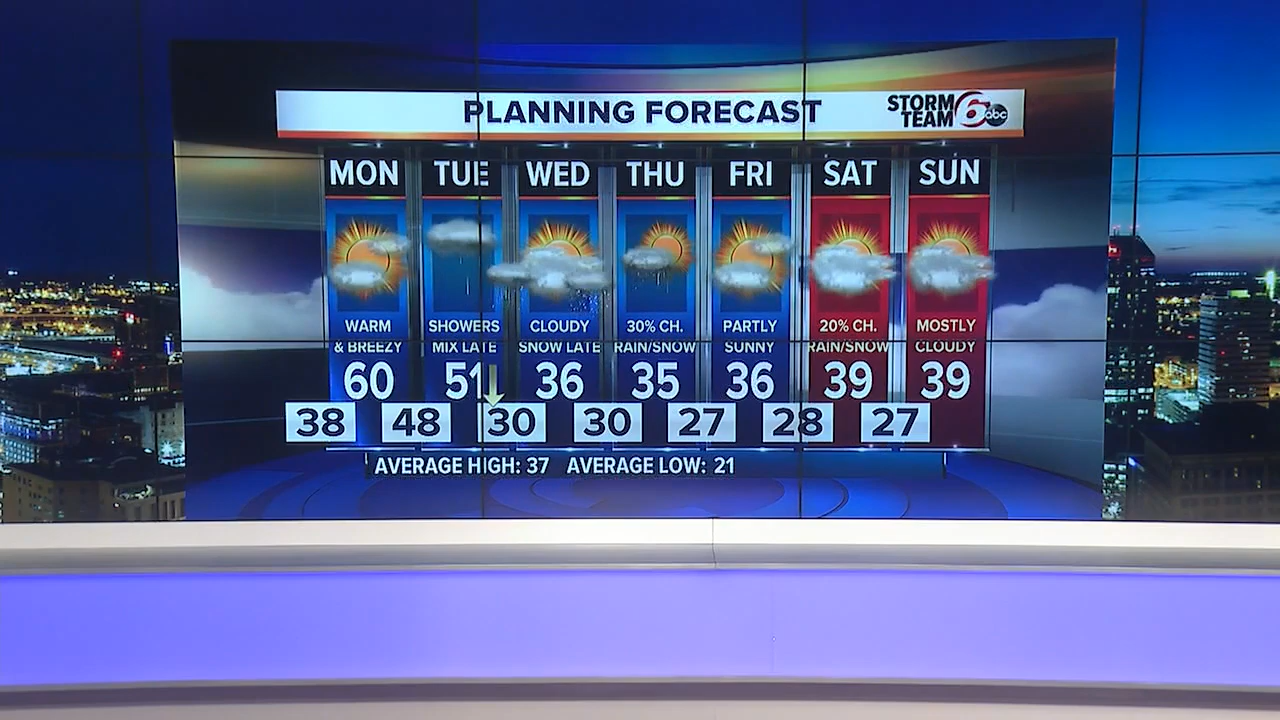 PLANNING FORECAST
STORM TEAM 6 abc
MON TUE WED THU FRI SAT SUN
WARM SHOWERS CLOUDY 30% CH. PARTLY 20% CH. MOSTLY
& BREEZY MIX LATE SNOW LATE RAIN/SNOW SUNNY RAIN/SNOW CLOUDY
60 51 36 35 36 39 39
38 48 30 30 27 28 27
AVERAGE HIGH: 37 AVERAGE LOW: 21